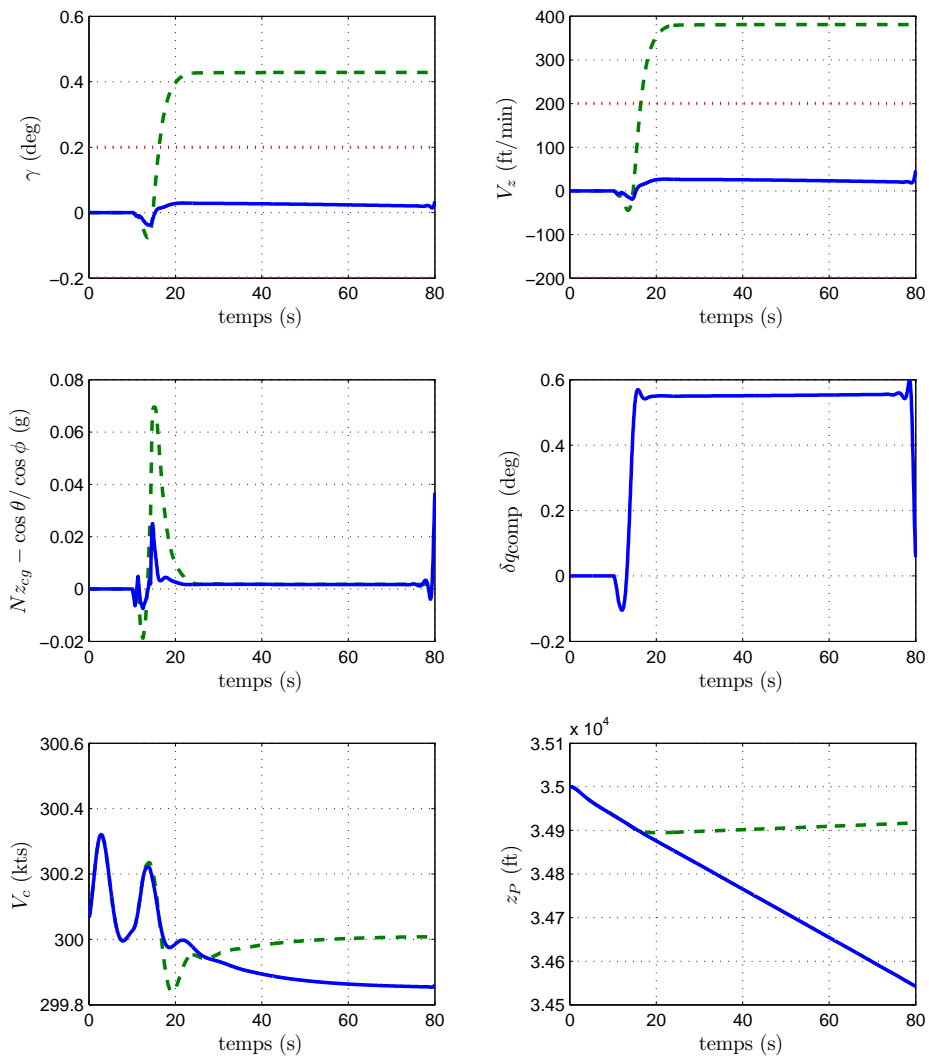 0.6
0.4
0.2
0
−0.2
γ (deg)
0 20 40 60 80
temps (s)
400
300
200
100
0
−100
−200
V_z (ft/min)
0 20 40 60 80
temps (s)
0.08
0.06
0.04
0.02
0
−0.02
Nz_{cg} − cos θ/ cos ϕ (g)
0 20 40 60 80
temps (s)
0.6
0.4
0.2
0
−0.2
δqcomp (deg)
0 20 40 60 80
temps (s)
300.6
300.4
300.2
300
299.8
V_c (kts)
0 20 40 60 80
temps (s)
x 10^4
3.51
3.5
3.49
3.48
3.47
3.46
3.45
z_P (ft)
0 20 40 60 80
temps (s)